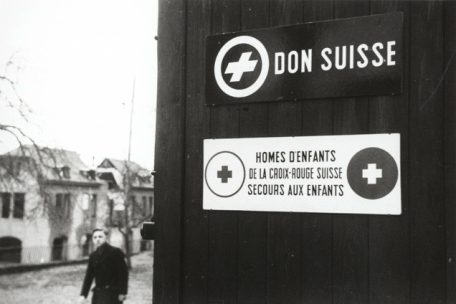 DON SUISSE
HOMES D'ENFANTS
DE LA CROIX-ROUGE SUISSE
SECOURS AUX ENFANTS